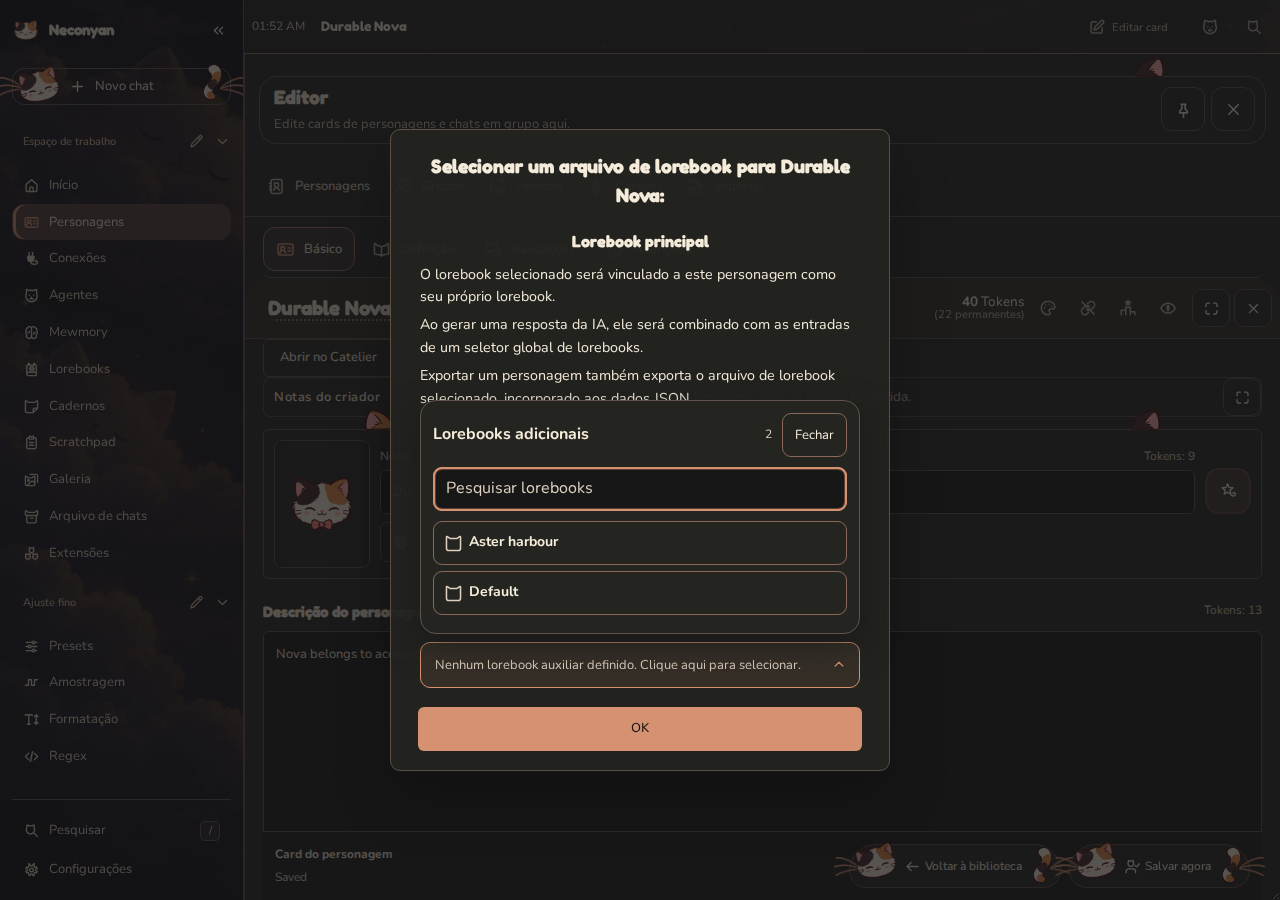 Neconyan
01:52 AM
Durable Nova
Editar card
Novo chat
Editor
Edite cards de personagens e chats em grupo aqui.
Espaço de trabalho
Início
Personagens
Conexões
Agentes
Mewmory
Lorebooks
Cadernos
Scratchpad
Galeria
Arquivo de chats
Extensões
Ajuste fino
Presets
Amostragem
Formatação
Regex
Pesquisar
/
Configurações
Personagens
Básico
Durable Nova
40 Tokens
(22 permanentes)
Abrir no Catelier
Notas do criador
Tokens: 9
Tokens: 13
Nova belongs to
Card do personagem
Saved
Voltar à biblioteca
Salvar agora
Selecionar um arquivo de lorebook para Durable
Nova:
Lorebook principal
O lorebook selecionado será vinculado a este personagem como
seu próprio lorebook.
Ao gerar uma resposta da IA, ele será combinado com as entradas
de um seletor global de lorebooks.
Exportar um personagem também exporta o arquivo de lorebook
selecionado, incorporado aos dados JSON.
Lorebooks adicionais
2
Fechar
Pesquisar lorebooks
Aster harbour
Default
Nenhum lorebook auxiliar definido. Clique aqui para selecionar.
OK